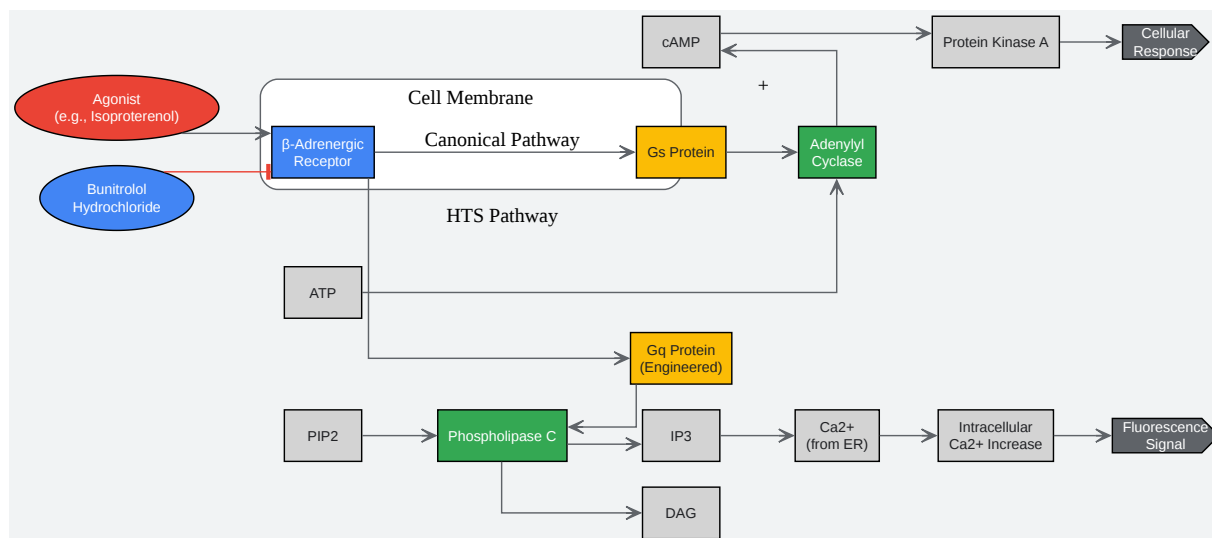 cAMP
Protein Kinase A
Cellular
Response
+
Agonist
(e.g., Isoproterenol)
Cell Membrane
Canonical Pathway
β-Adrenergic
Receptor
Gs Protein
Adenylyl
Cyclase
Bunitrolol
Hydrochloride
HTS Pathway
ATP
Gq Protein
(Engineered)
PIP2
Phospholipase C
IP3
Ca2+
(from ER)
Intracellular
Ca2+ Increase
Fluorescence
Signal
DAG